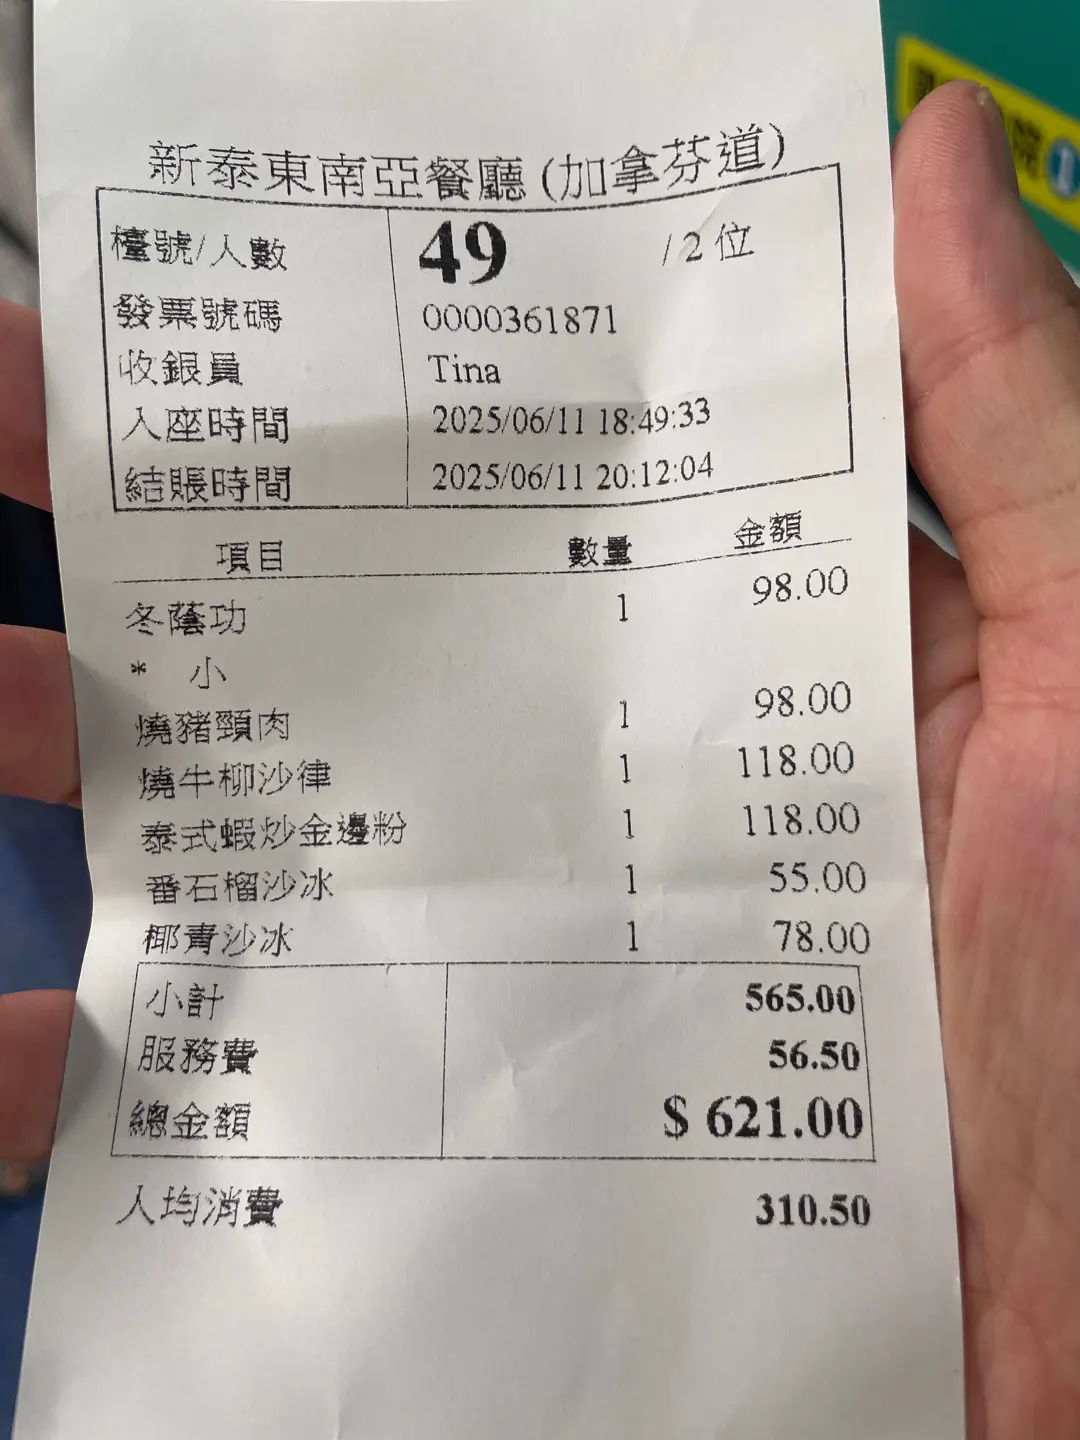 新泰東南亞餐廳 (加拿芬道)
檯號/人數 49 / 2 位
發票號碼 0000361871
收銀員 Tina
入座時間 2025/06/11 18:49:33
結賬時間 2025/06/11 20:12:04
項目 數量 金額
冬蔭功 1 98.00
* 小
燒豬頸肉 1 98.00
燒牛柳沙律 1 118.00
泰式蝦炒金邊粉 1 118.00
番石榴沙冰 1 55.00
椰青沙冰 1 78.00
小計 565.00
服務費 56.50
總金額 $ 621.00
人均消費 310.50